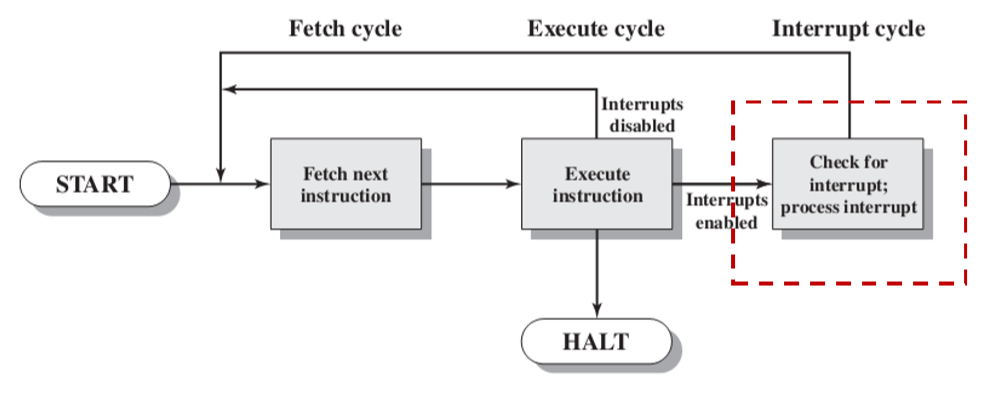 Fetch cycle
Execute cycle
Interrupt cycle
Interrupts
disabled
START
Fetch next
instruction
Execute
instruction
Interrupts
enabled
Check for
interrupt;
process interrupt
HALT